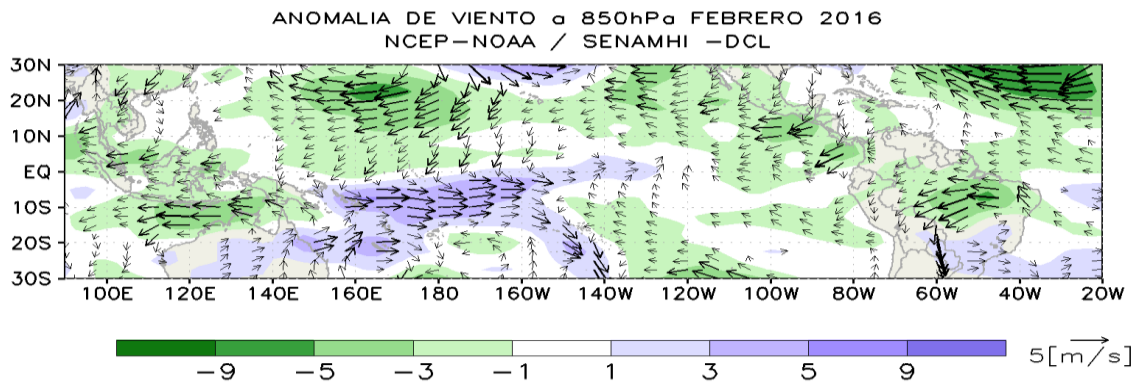 ANOMALIA DE VIENTO a 850hPa FEBRERO 2016
NCEP-NOAA / SENAMHI -DCL
30N
20N
10N
EQ
10S
20S
30S
100E 120E 140E 160E 180 160W 140W 120W 100W 80W 60W 40W 20W
-9 -5 -3 -1 1 3 5 9
5[m/s]